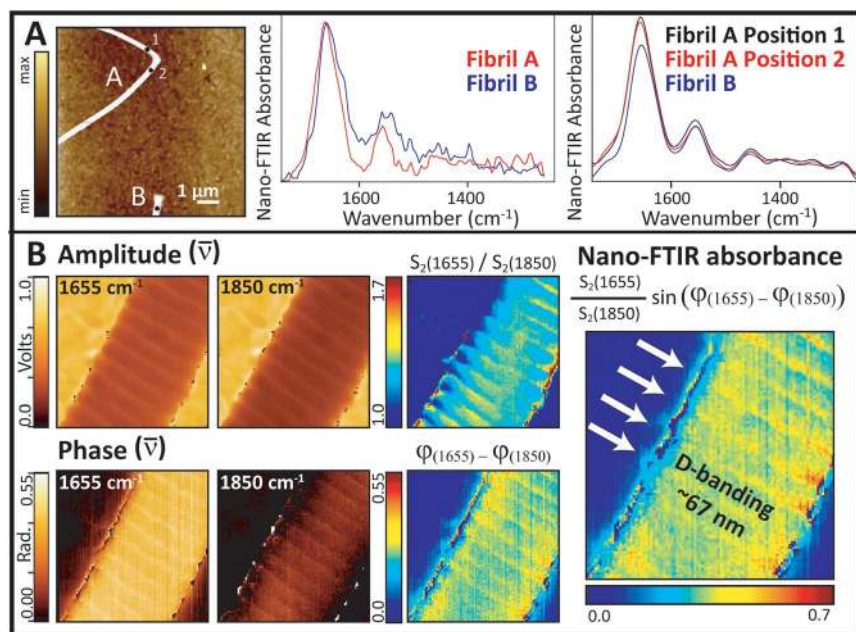 A
max
min
A
1
2
B
1 μm
Nano-FTIR Absorbance
Fibril A
Fibril B
1600
1400
Wavenumber (cm⁻¹)
Nano-FTIR Absorbance
Fibril A Position 1
Fibril A Position 2
Fibril B
1600
1400
Wavenumber (cm⁻¹)
B
Amplitude (ν̅)
1.0
Volts
0.0
1655 cm⁻¹
1850 cm⁻¹
S₂(1655) / S₂(1850)
1.7
1.0
Phase (ν̅)
0.55
Rad.
0.00
1655 cm⁻¹
1850 cm⁻¹
φ(1655) – φ(1850)
0.55
0.0
Nano-FTIR absorbance
S₂(1655)
S₂(1850)
sin (φ(1655) – φ(1850))
D-banding
~67 nm
0.0
0.7